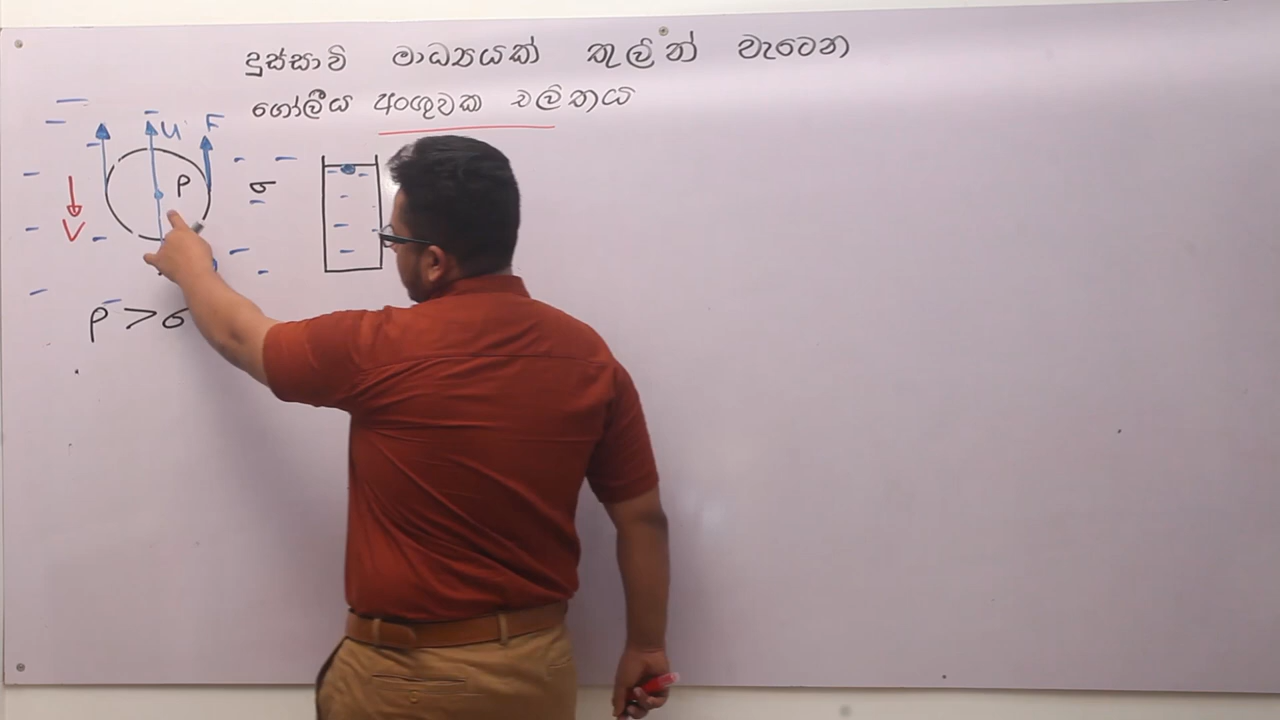 දුස්සාවි මාධ්‍යයක් තුලින් වැටෙන
ගෝලීය අංශුවක චලිතය
U F
ρ σ
V
ρ > σ